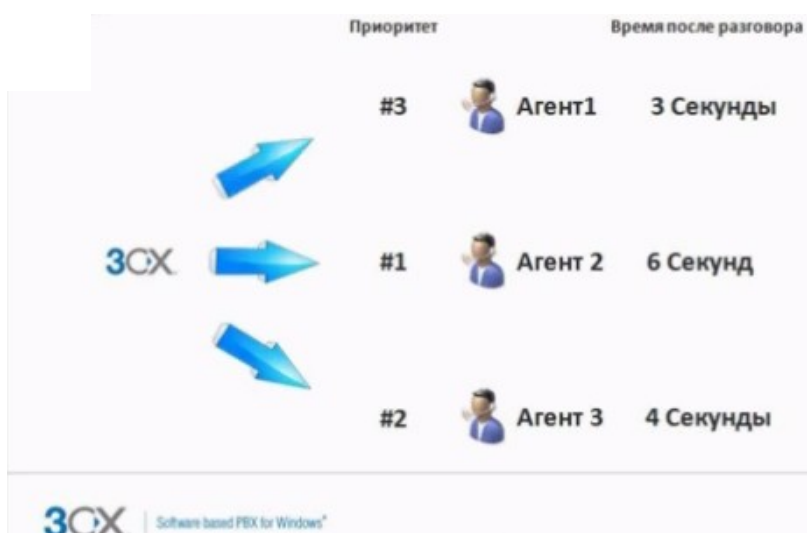 Приоритет Время после разговора
#3 Агент1 3 Секунды
3CX #1 Агент 2 6 Секунд
#2 Агент 3 4 Секунды
3CX Software based PBX for Windows®